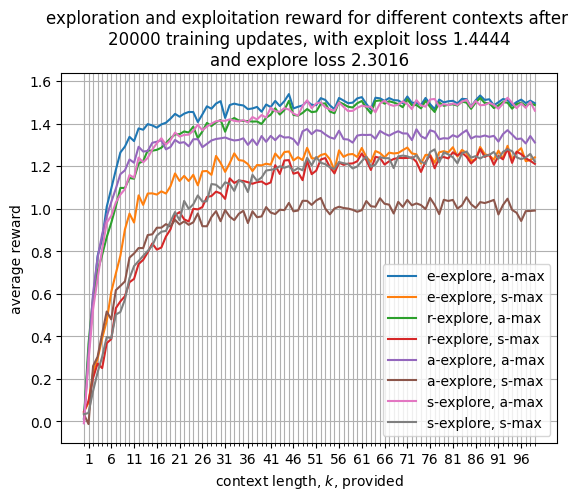 exploration and exploitation reward for different contexts after
20000 training updates, with exploit loss 1.4444
and explore loss 2.3016
average reward
1.6
1.4
1.2
1.0
0.8
0.6
0.4
0.2
0.0
e-explore, a-max
e-explore, s-max
r-explore, a-max
r-explore, s-max
a-explore, a-max
a-explore, s-max
s-explore, a-max
s-explore, s-max
1 6 11 16 21 26 31 36 41 46 51 56 61 66 71 76 81 86 91 96
context length, k, provided